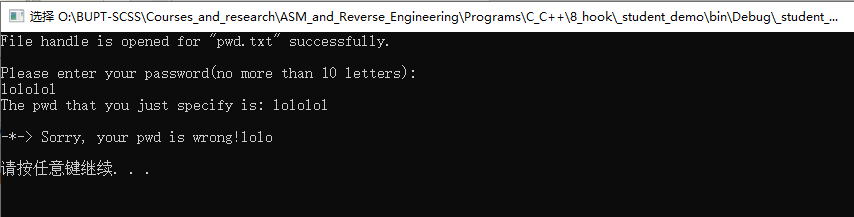 选择 O:\BUPT-SCSS\Courses_and_research\ASM_and_Reverse_Engineering\Programs\C_C++\8_hook\_student_demo\bin\Debug\_student_...
File handle is opened for "pwd.txt" successfully.
Please enter your password(no more than 10 letters):
lololol
The pwd that you just specify is: lololol
-*-> Sorry, your pwd is wrong!lolo
请按任意键继续. . .